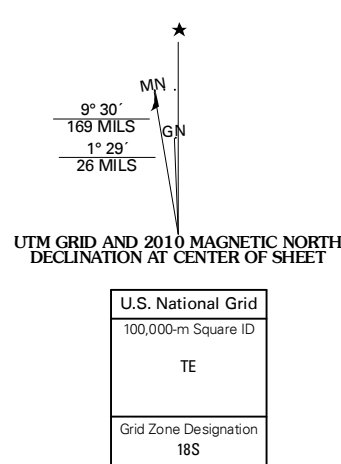 ★
MN
9° 30´
169 MILS
GN
1° 29´
26 MILS
UTM GRID AND 2010 MAGNETIC NORTH
DECLINATION AT CENTER OF SHEET
U.S. National Grid
100,000-m Square ID
TE
Grid Zone Designation
18S